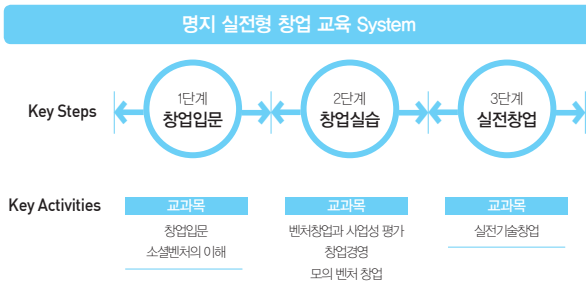 명지 실전형 창업 교육 System
Key Steps
1단계
창업입문
2단계
창업실습
3단계
실전창업
Key Activities
교과목
창업입문
소셜벤처의 이해
교과목
벤처창업과 사업성 평가
창업경영
모의 벤처 창업
교과목
실전기술창업